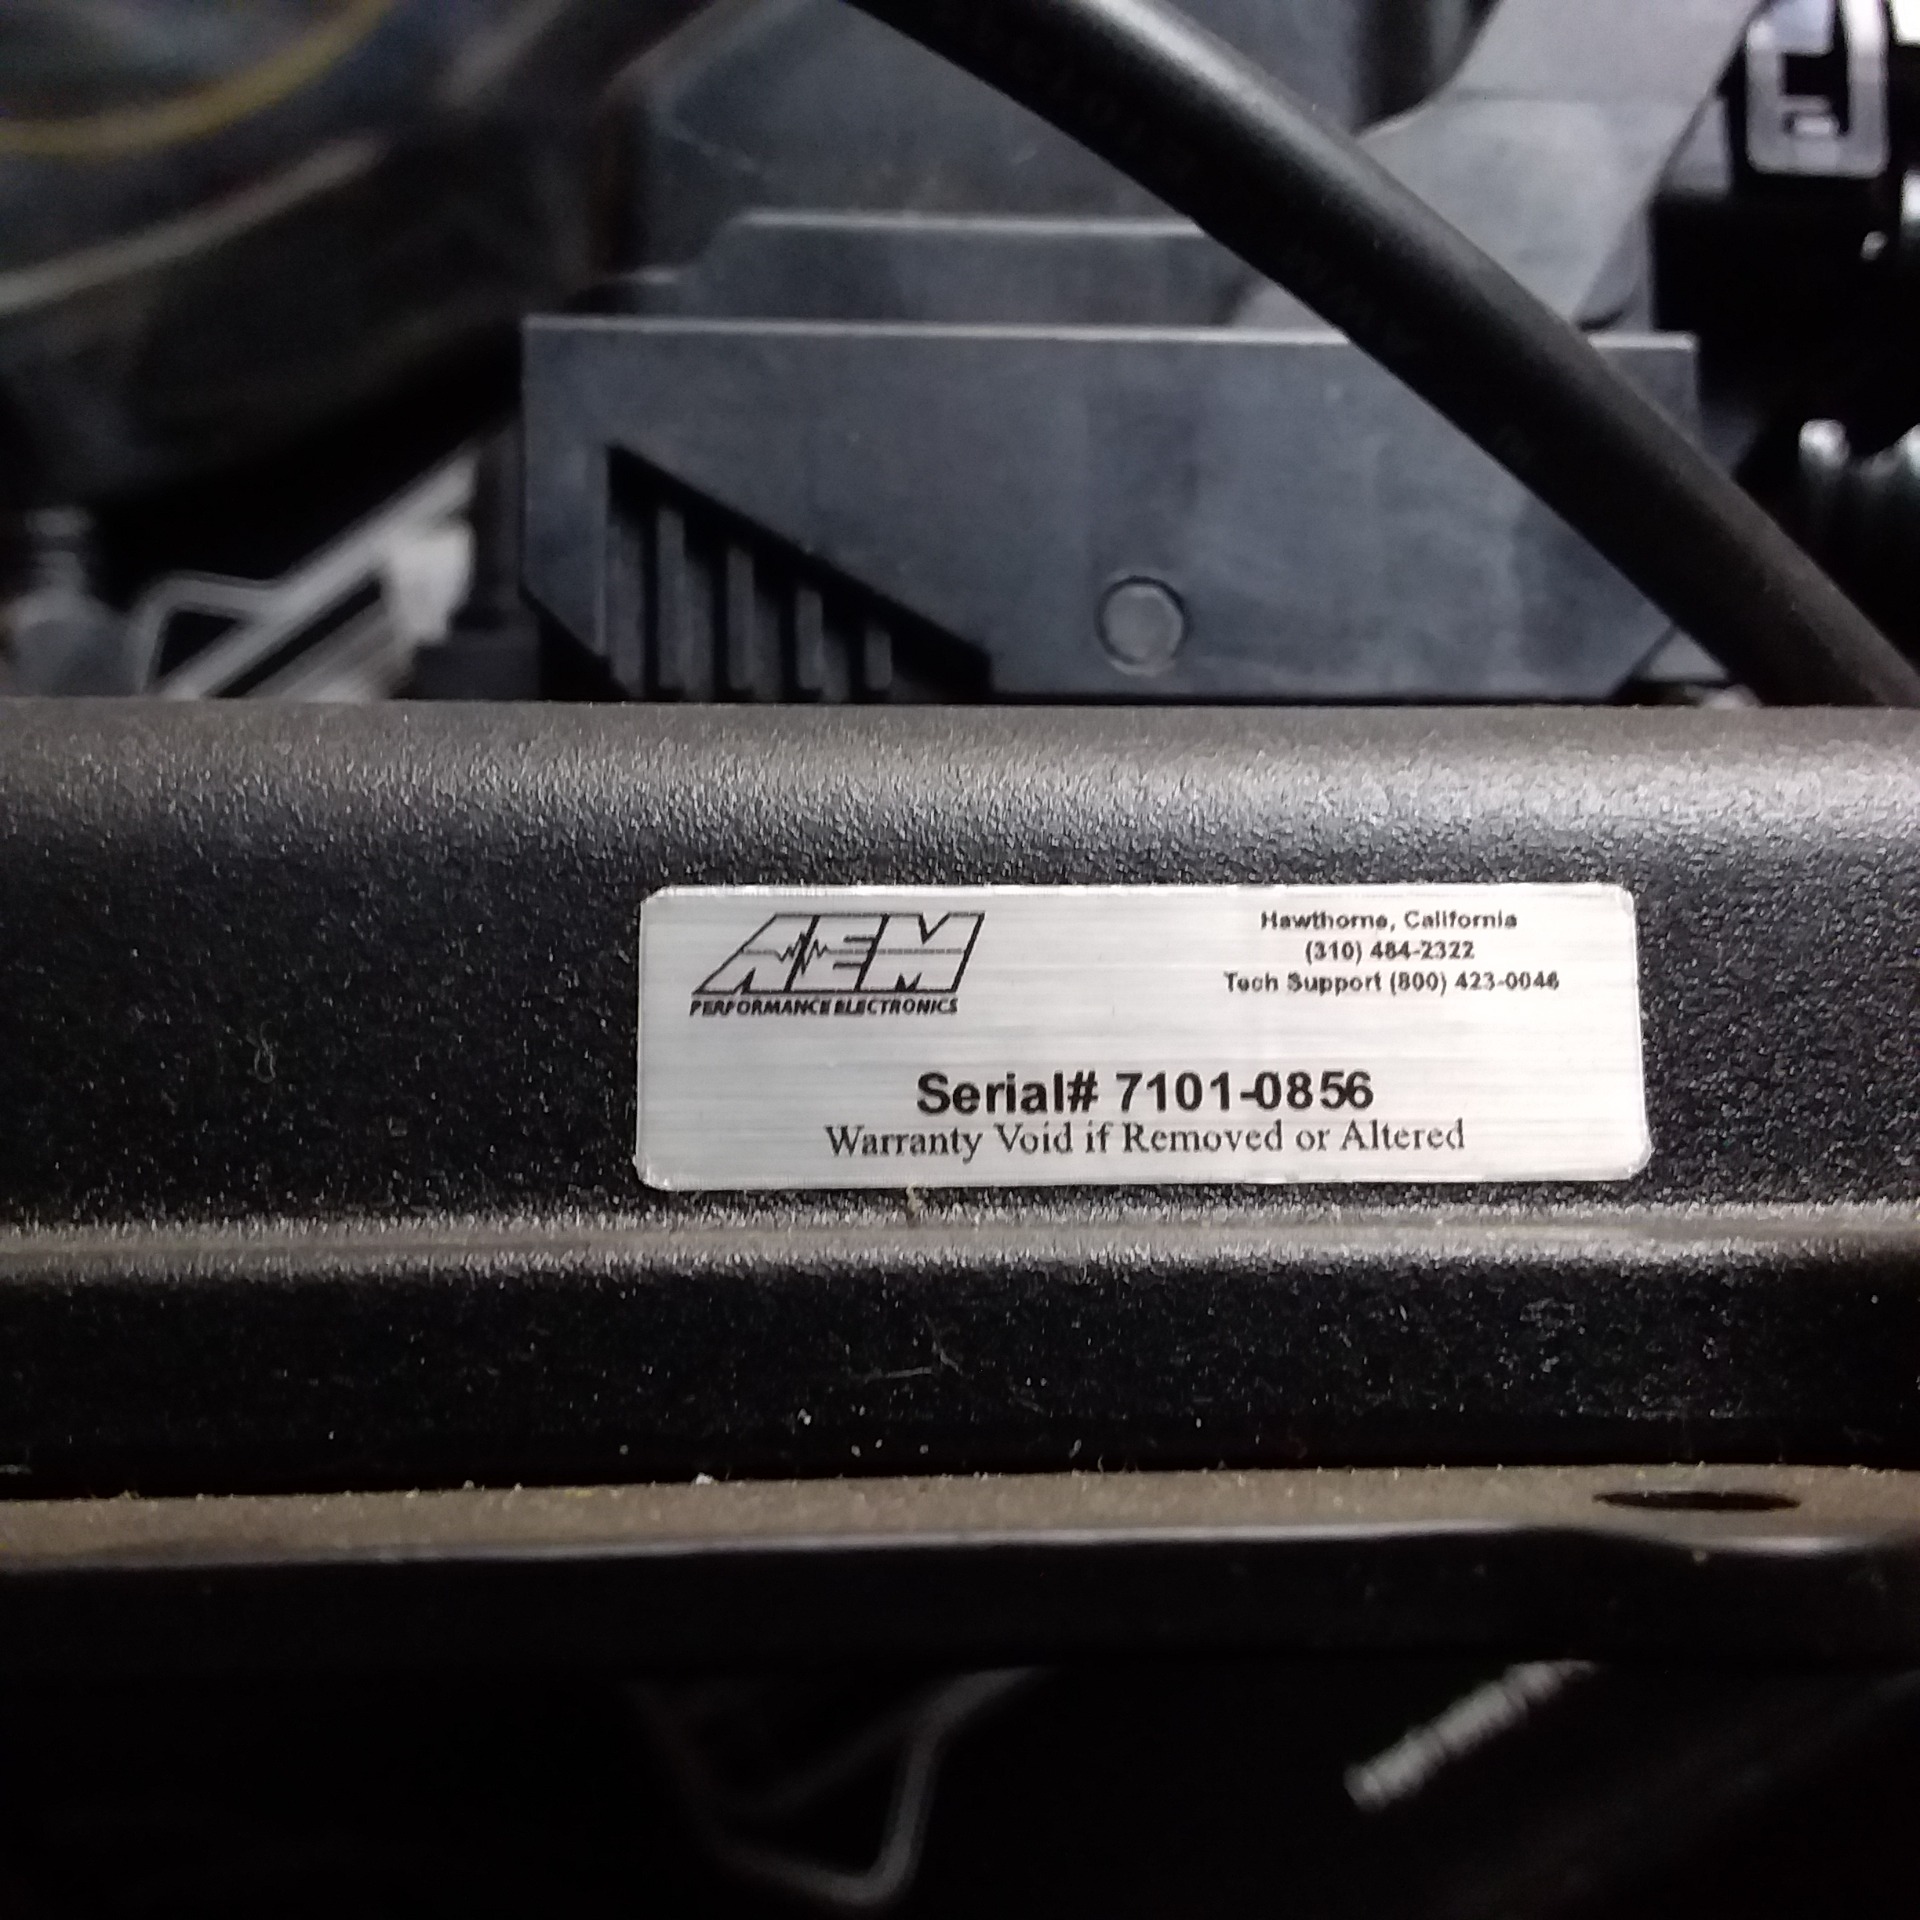 AEM
PERFORMANCE ELECTRONICS
Hawthorne, California
(310) 484-2322
Tech Support (800) 423-0046
Serial# 7101-0856
Warranty Void if Removed or Altered